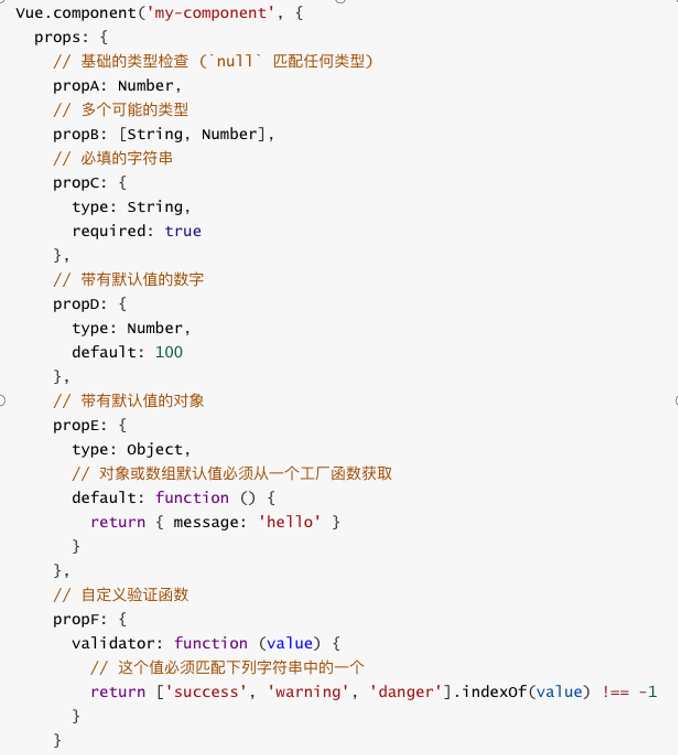 Vue.component('my-component', {
  props: {
    // 基础的类型检查 (`null` 匹配任何类型)
    propA: Number,
    // 多个可能的类型
    propB: [String, Number],
    // 必填的字符串
    propC: {
      type: String,
      required: true
    },
    // 带有默认值的数字
    propD: {
      type: Number,
      default: 100
    },
    // 带有默认值的对象
    propE: {
      type: Object,
      // 对象或数组默认值必须从一个工厂函数获取
      default: function () {
        return { message: 'hello' }
      }
    },
    // 自定义验证函数
    propF: {
      validator: function (value) {
        // 这个值必须匹配下列字符串中的一个
        return ['success', 'warning', 'danger'].indexOf(value) !== -1
      }
    }